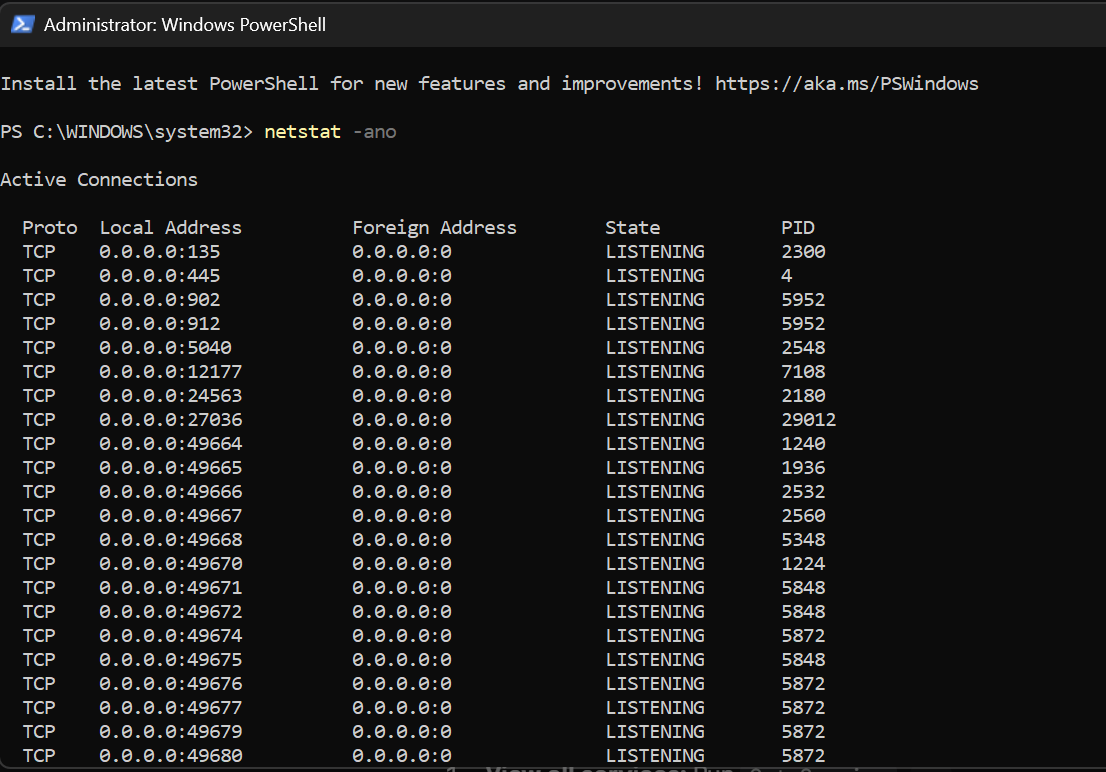 Administrator: Windows PowerShell
Install the latest PowerShell for new features and improvements! https://aka.ms/PSWindows
PS C:\WINDOWS\system32> netstat -ano
Active Connections
Proto  Local Address          Foreign Address        State           PID
TCP    0.0.0.0:135            0.0.0.0:0              LISTENING       2300
TCP    0.0.0.0:445            0.0.0.0:0              LISTENING       4
TCP    0.0.0.0:902            0.0.0.0:0              LISTENING       5952
TCP    0.0.0.0:912            0.0.0.0:0              LISTENING       5952
TCP    0.0.0.0:5040           0.0.0.0:0              LISTENING       2548
TCP    0.0.0.0:12177          0.0.0.0:0              LISTENING       7108
TCP    0.0.0.0:24563          0.0.0.0:0              LISTENING       2180
TCP    0.0.0.0:27036          0.0.0.0:0              LISTENING       29012
TCP    0.0.0.0:49664          0.0.0.0:0              LISTENING       1240
TCP    0.0.0.0:49665          0.0.0.0:0              LISTENING       1936
TCP    0.0.0.0:49666          0.0.0.0:0              LISTENING       2532
TCP    0.0.0.0:49667          0.0.0.0:0              LISTENING       2560
TCP    0.0.0.0:49668          0.0.0.0:0              LISTENING       5348
TCP    0.0.0.0:49670          0.0.0.0:0              LISTENING       1224
TCP    0.0.0.0:49671          0.0.0.0:0              LISTENING       5848
TCP    0.0.0.0:49672          0.0.0.0:0              LISTENING       5848
TCP    0.0.0.0:49674          0.0.0.0:0              LISTENING       5872
TCP    0.0.0.0:49675          0.0.0.0:0              LISTENING       5848
TCP    0.0.0.0:49676          0.0.0.0:0              LISTENING       5872
TCP    0.0.0.0:49677          0.0.0.0:0              LISTENING       5872
TCP    0.0.0.0:49679          0.0.0.0:0              LISTENING       5872
TCP    0.0.0.0:49680          0.0.0.0:0              LISTENING       5872